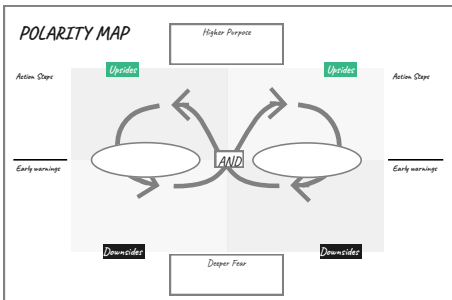 POLARITY MAP
Higher Purpose
Upsides
Upsides
Action Steps
Action Steps
AND
Early warnings
Early warnings
Downsides
Downsides
Deeper Fear